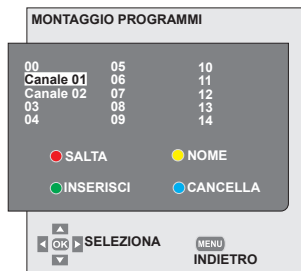 MONTAGGIO PROGRAMMI
00 05 10
Canale 01 06 11
Canale 02 07 12
03 08 13
04 09 14
SALTA NOME
INSERISCI CANCELLA
OK SELEZIONA MENU
INDIETRO